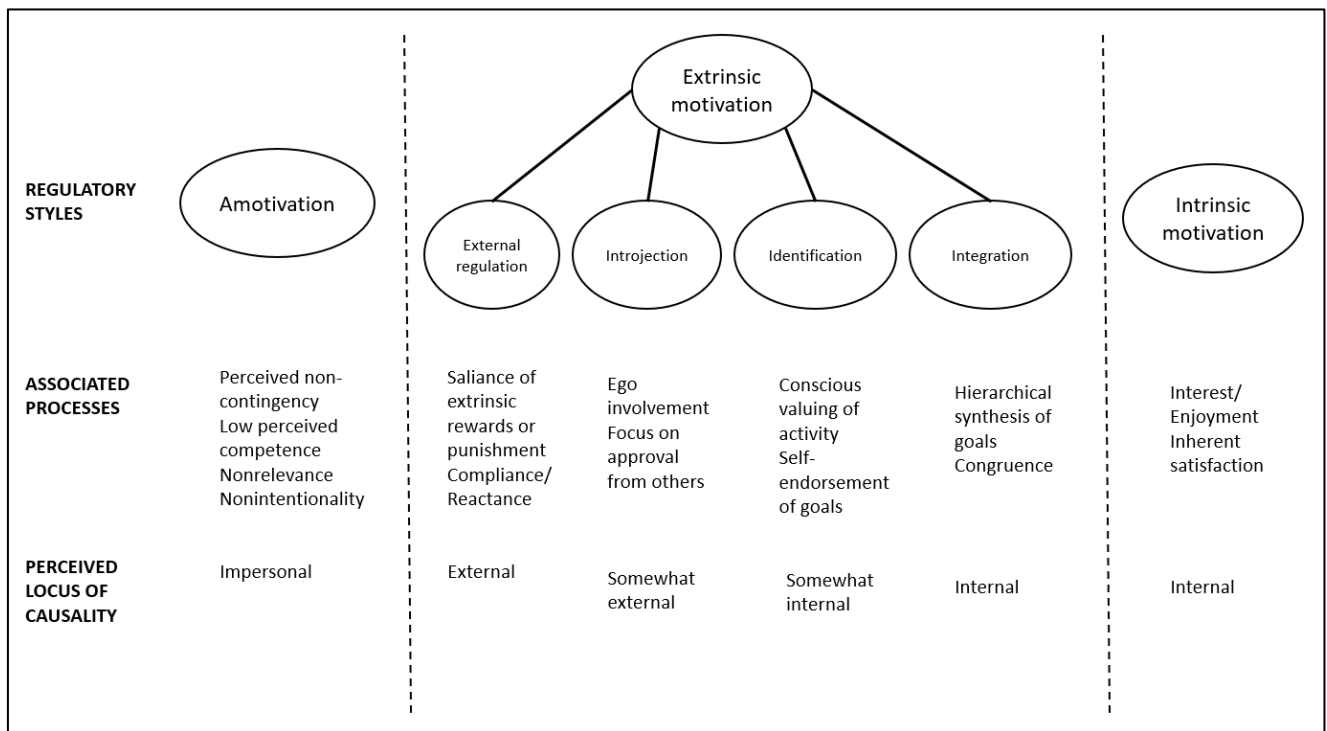 Extrinsic
motivation
REGULATORY
STYLES
Amotivation
Intrinsic
motivation
External
regulation
Introjection
Identification
Integration
ASSOCIATED
PROCESSES
Perceived non-
contingency
Low perceived
competence
Nonrelevance
Nonintentionality
Saliance of
extrinsic
rewards or
punishment
Compliance/
Reactance
Ego
involvement
Focus on
approval
from others
Conscious
valuing of
activity
Self-
endorsement
of goals
Hierarchical
synthesis of
goals
Congruence
Interest/
Enjoyment
Inherent
satisfaction
PERCEIVED
LOCUS OF
CAUSALITY
Impersonal
External
Somewhat
external
Somewhat
internal
Internal
Internal